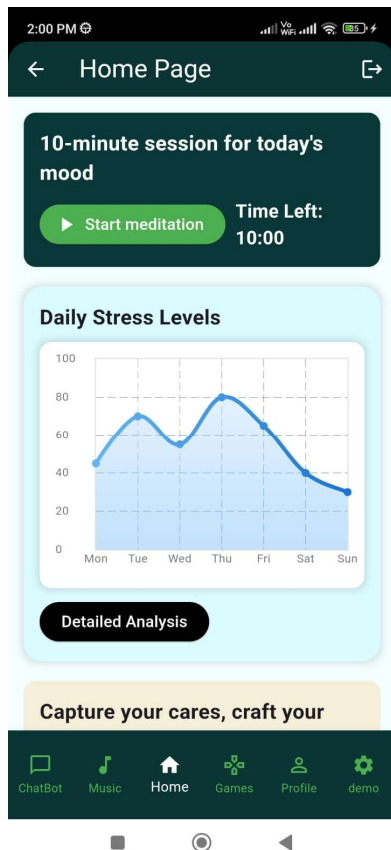 2:00 PM
Vo
WiFi
85
Home Page
10-minute session for today's
mood
Start meditation
Time Left:
10:00
Daily Stress Levels
100
80
60
40
20
0
Mon Tue Wed Thu Fri Sat Sun
Detailed Analysis
Capture your cares, craft your
ChatBot Music Home Games Profile demo